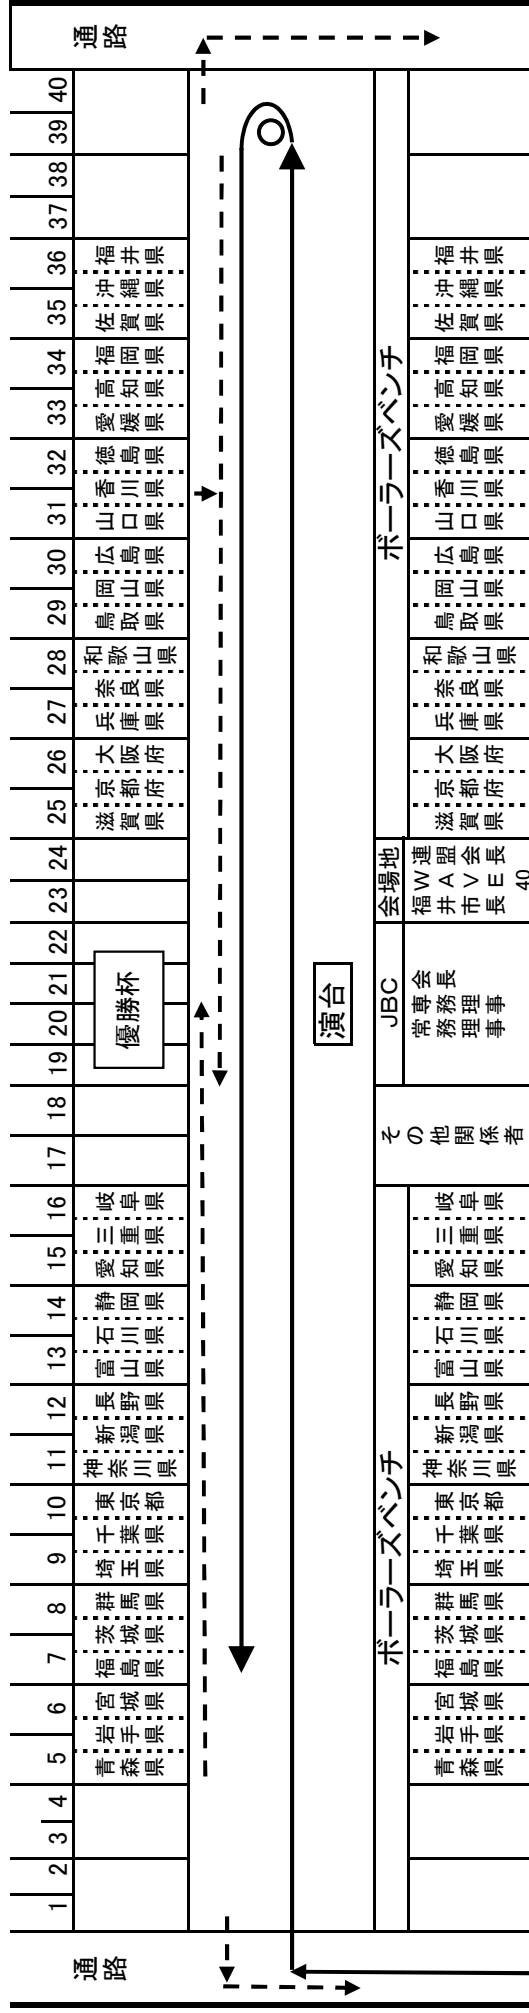 通路
1 2 3 4 5 6 7 8 9 10 11 12 13 14 15 16 17 18 19 20 21 22 23 24 25 26 27 28 29 30 31 32 33 34 35 36 37 38 39 40
通路
青森県
岩手県
宮城県
福島県
茨城県
群馬県
埼玉県
千葉県
東京都
神奈川県
新潟県
長野県
富山県
石川県
静岡県
愛知県
三重県
岐阜県
優勝杯
滋賀県
京都府
大阪府
兵庫県
奈良県
和歌山県
鳥取県
岡山県
広島県
山口県
香川県
徳島県
愛媛県
高知県
福岡県
佐賀県
沖縄県
福井県
演台
ボーラーズベンチ
その他関係者
JBC
会場地
ボーラーズベンチ
青森県
岩手県
宮城県
福島県
茨城県
群馬県
埼玉県
千葉県
東京都
神奈川県
新潟県
長野県
富山県
石川県
静岡県
愛知県
三重県
岐阜県
会長
専務理事
常務理事
連盟会長
WAVE40
福井市長
滋賀県
京都府
大阪府
兵庫県
奈良県
和歌山県
鳥取県
岡山県
広島県
山口県
香川県
徳島県
愛媛県
高知県
福岡県
佐賀県
沖縄県
福井県